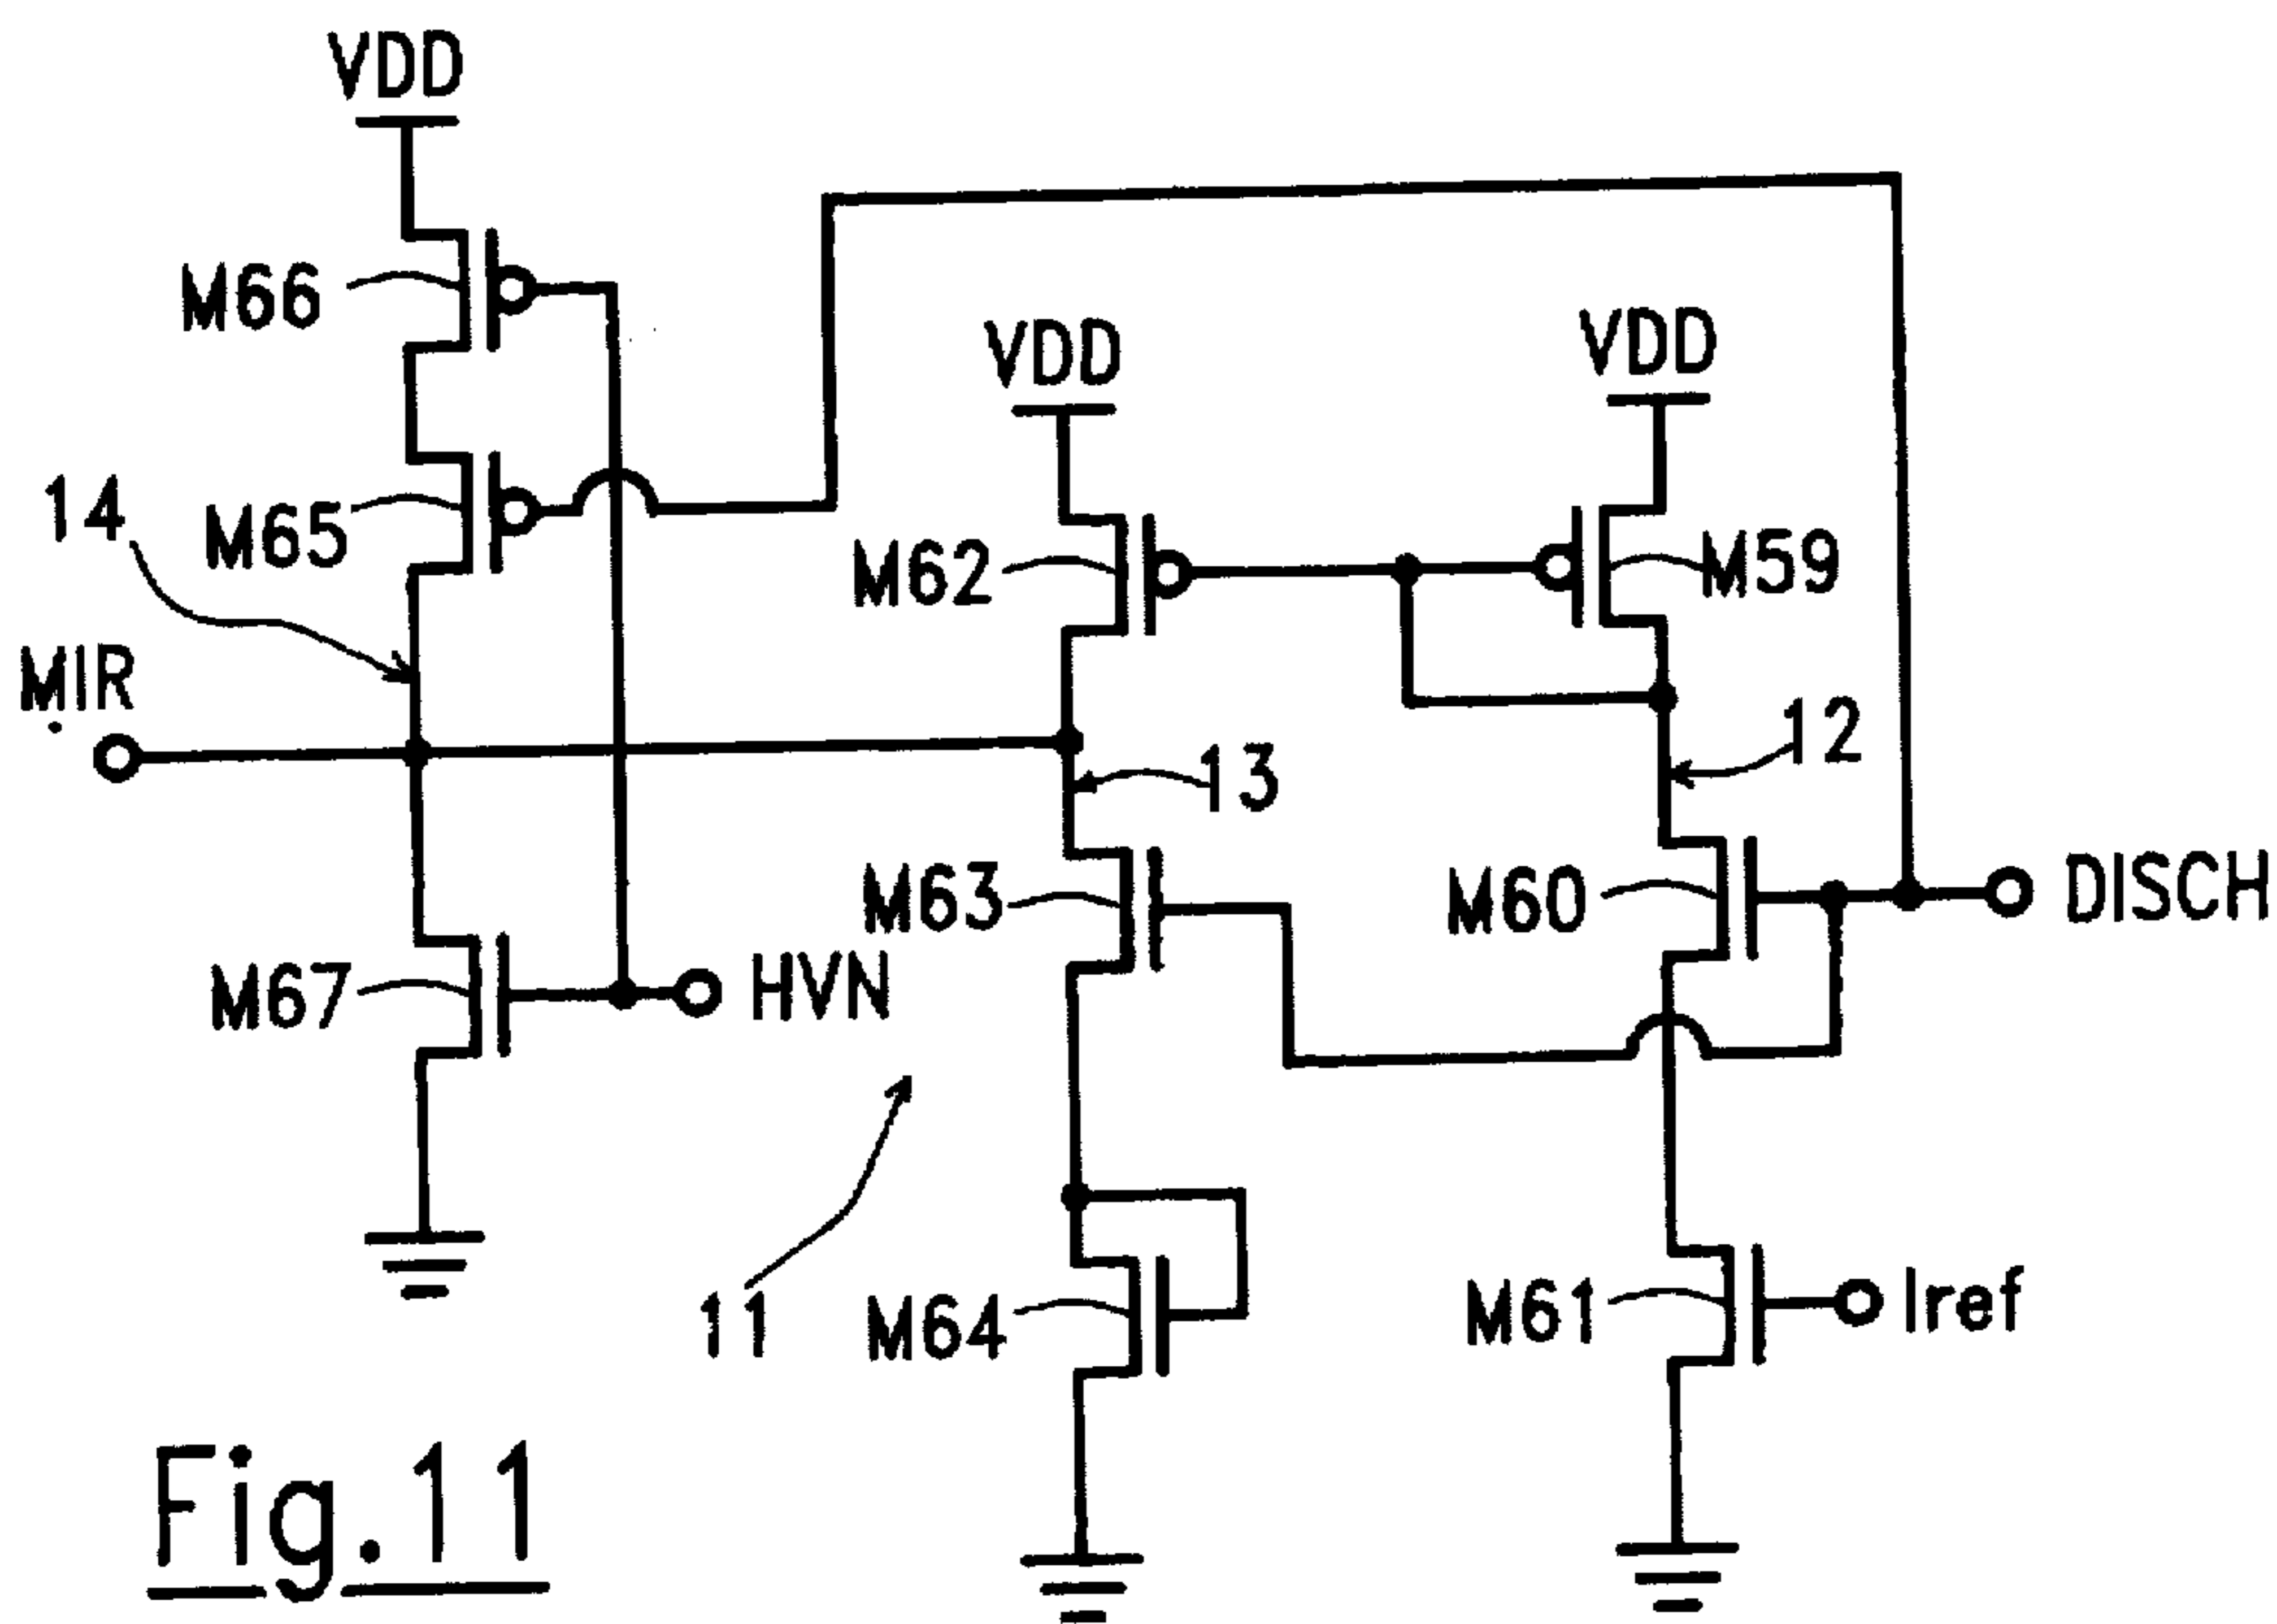 VDD
M66
VDD
VDD
14
M65
M62
M59
MIR
13
12
M63
M60
DISCH
M67
HVN
11
M64
M61
Iref
Fig.11